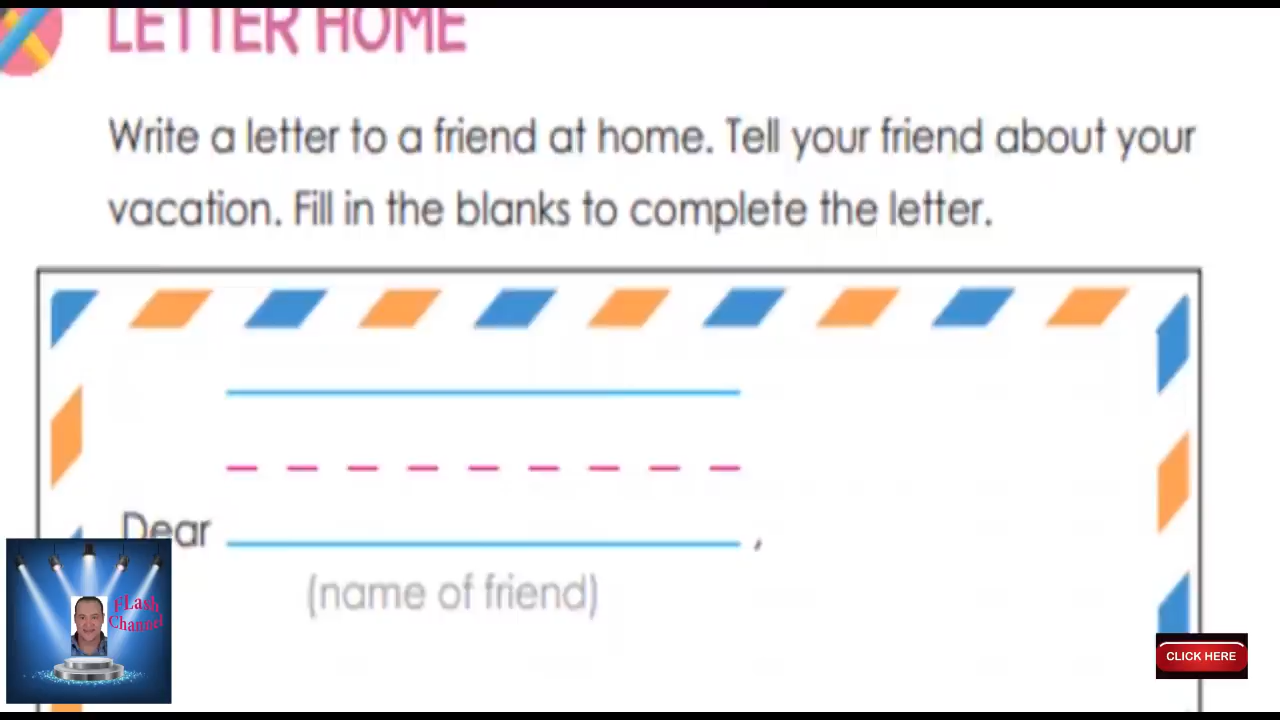 LETTER HOME
Write a letter to a friend at home. Tell your friend about your
vacation. Fill in the blanks to complete the letter.
Dear ,
(name of friend)
FLash
Channel
CLICK HERE